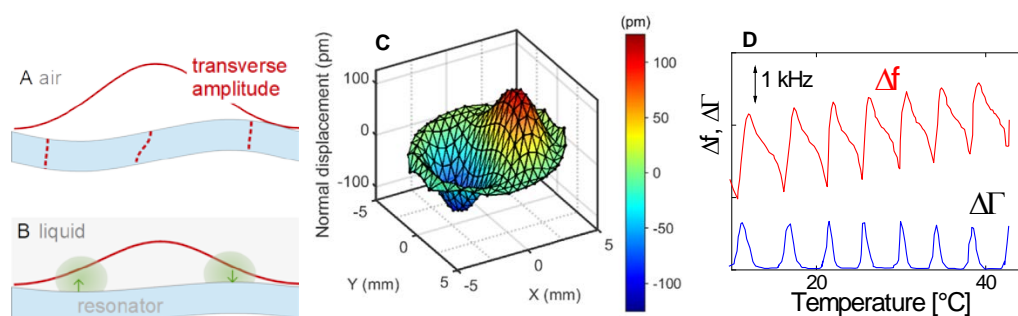 A air
transverse
amplitude
B liquid
resonator
C
(pm)
Normal displacement (pm)
100
0
-100
-5
0
5
Y (mm)
-5
0
5
X (mm)
100
50
0
-50
-100
D
1 kHz
Δf
Δf, ΔΓ
ΔΓ
20
40
Temperature [°C]